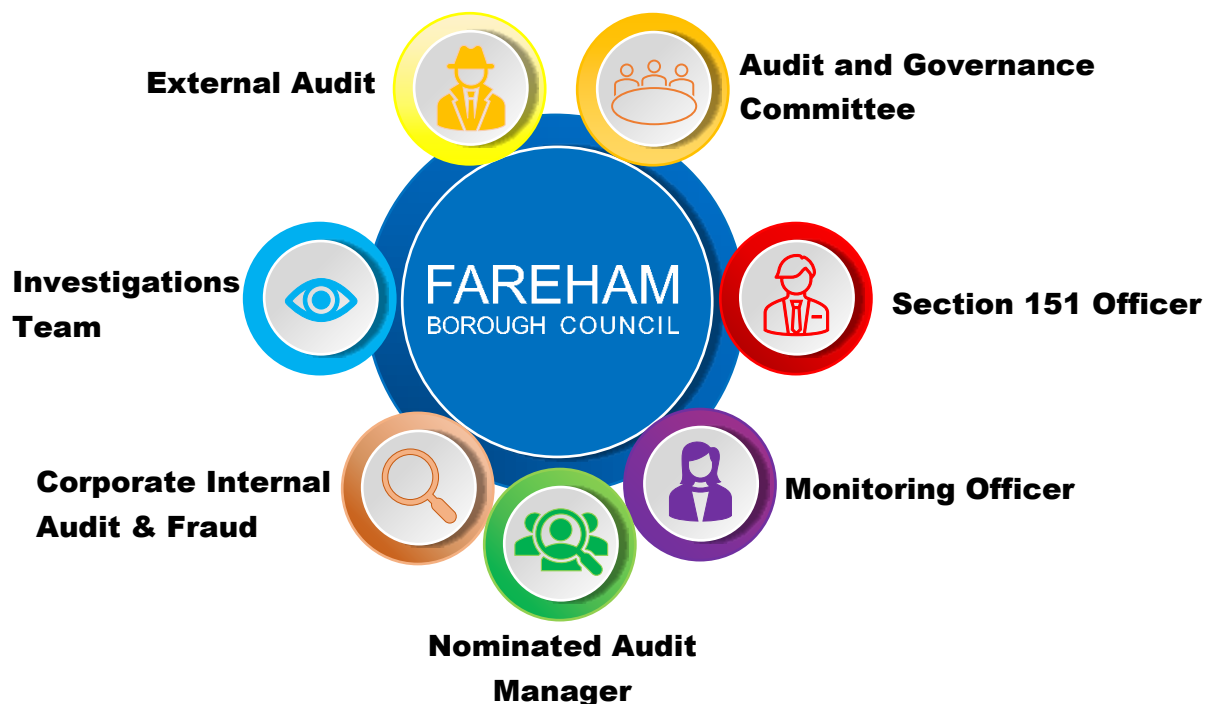 External Audit
Audit and Governance
Committee
Investigations
Team
FAREHAM
BOROUGH COUNCIL
Section 151 Officer
Corporate Internal
Audit & Fraud
Monitoring Officer
Nominated Audit
Manager